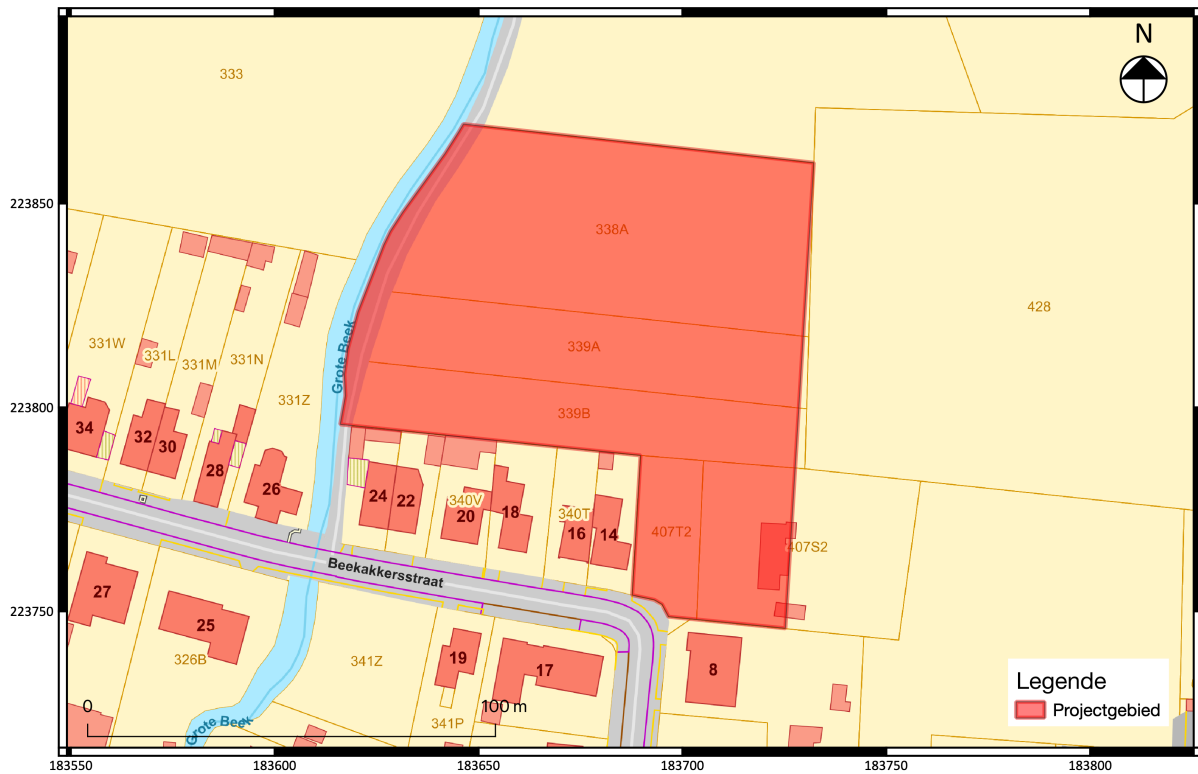 N
333
223850
338A
428
339A
Grote Beek
331W
331L
331M
331N
331Z
223800
339B
34
32
30
28
26
24
22
340V
20
18
340T
16
14
407T2
407S2
Beekakkersstraat
223750
27
25
326B
341Z
19
17
8
341P
Grote Beek
0
100 m
Legende
Projectgebied
183550
183600
183650
183700
183750
183800